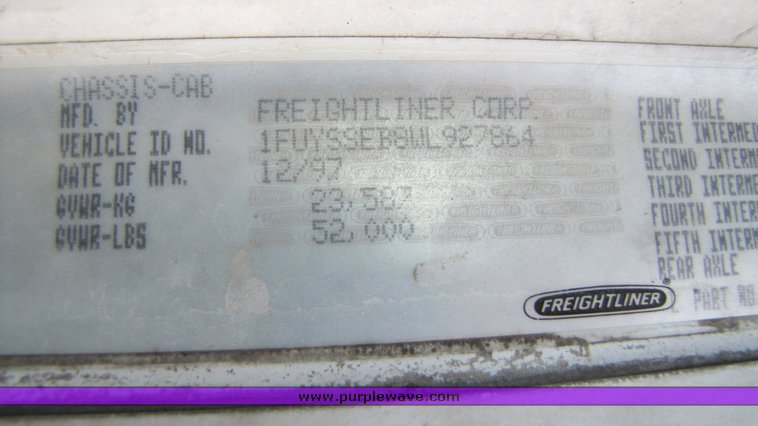 CHASSIS-CAB
MFD. BY FREIGHTLINER CORP.
VEHICLE ID NO. 1FUYSSEB8WL927864
DATE OF MFR. 12/97
GVWR-KG 23,587
GVWR-LBS 52,000
FRONT AXLE
FIRST INTERMED
SECOND INTERME
THIRD INTERME
FOURTH INTER
FIFTH INTERM
REAR AXLE
PART NO.
FREIGHTLINER
www.purplewave.com